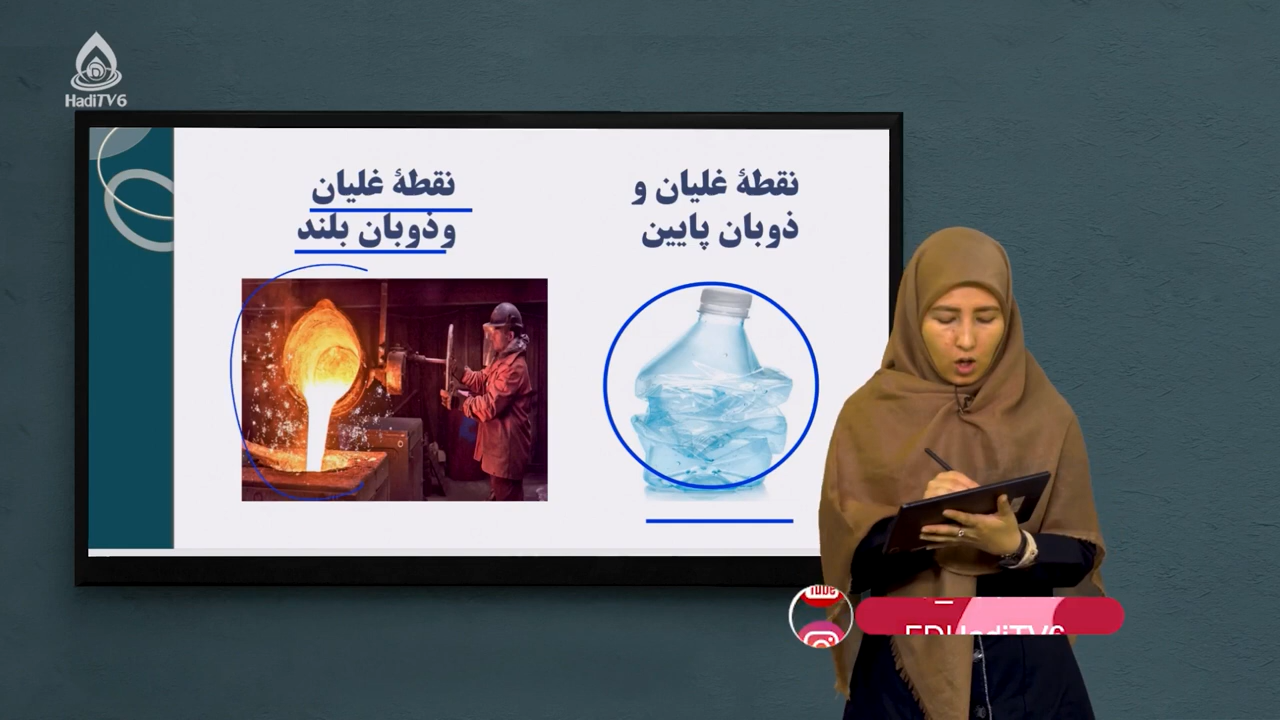 HadiTV6
نقطهٔ غلیان و
ذوبان پایین
نقطهٔ غلیان
وذوبان بلند